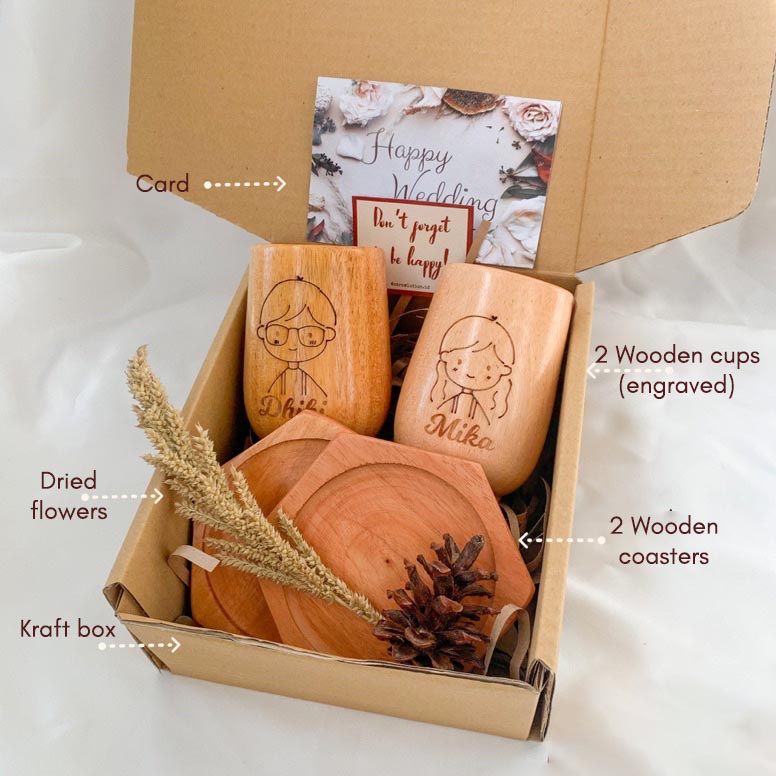 Card
Happy
Wedding
Don't forget
be happy!
2 Wooden cups
(engraved)
Dhiki
Mika
Dried
flowers
2 Wooden
coasters
Kraft box